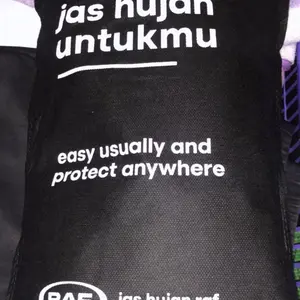 jas hujan
untukmu
easy usually and
protect anywhere
RAF
jas hujan raf